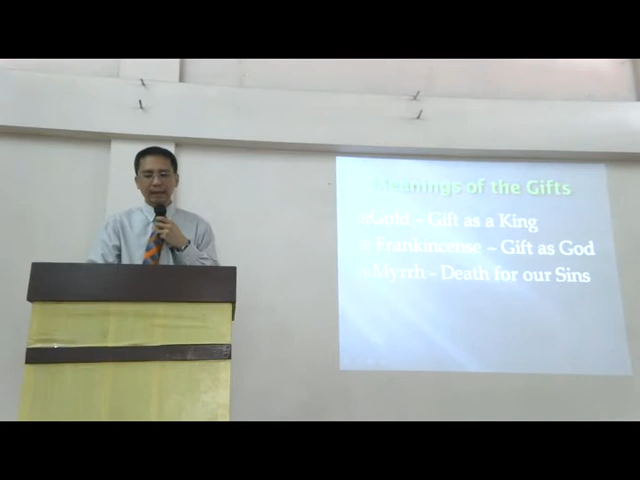 Meanings of the Gifts
Gold - Gift as a King
Frankincense – Gift as God
Myrrh - Death for our Sins